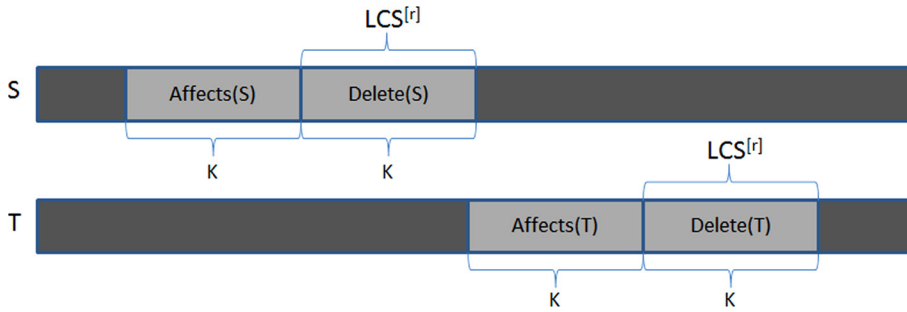 LCS[r]
S
Affects(S)
Delete(S)
K
K
LCS[r]
T
Affects(T)
Delete(T)
K
K